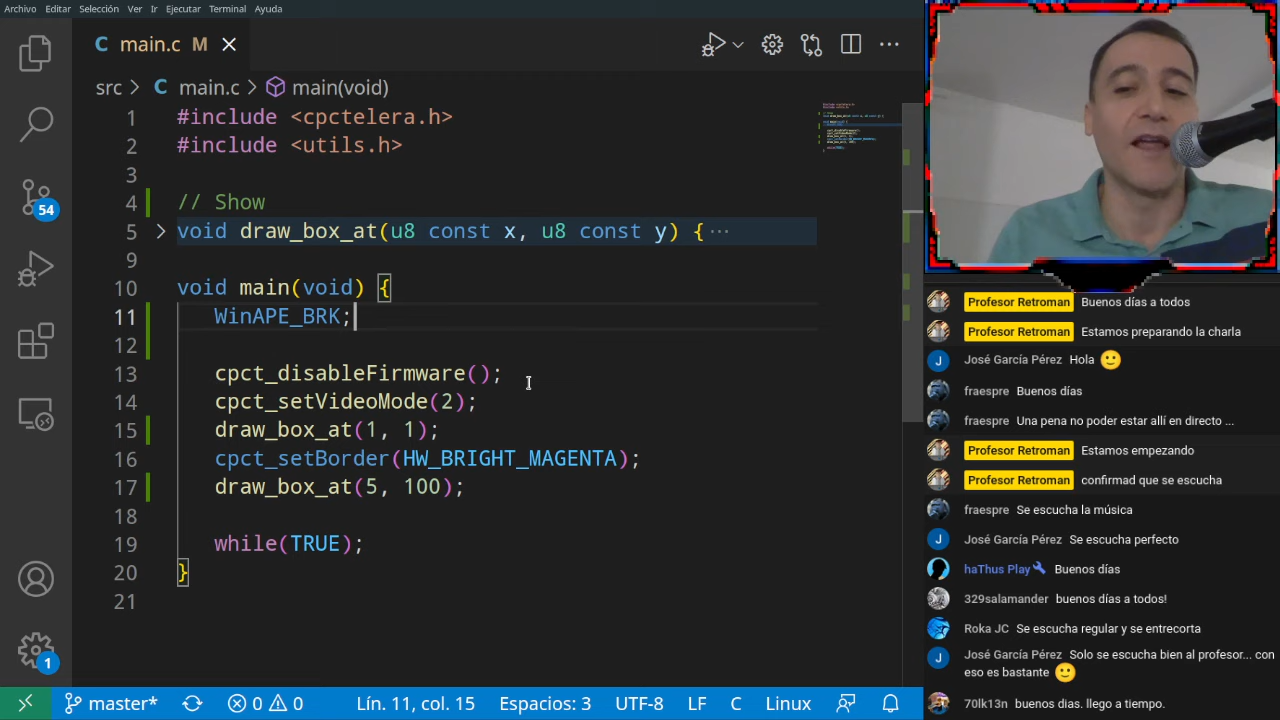 Archivo Editar Selección Ver Ir Ejecutar Terminal Ayuda
C main.c M
src > C main.c > main(void)
1 #include <cpctelera.h>
2 #include <utils.h>
3
4 // Show
5 void draw_box_at(u8 const x, u8 const y) { ···
9
10 void main(void) {
11 WinAPE_BRK;
12
13 cpct_disableFirmware();
14 cpct_setVideoMode(2);
15 draw_box_at(1, 1);
16 cpct_setBorder(HW_BRIGHT_MAGENTA);
17 draw_box_at(5, 100);
18
19 while(TRUE);
20 }
21
54
1
master* 0 0 Lín. 11, col. 15 Espacios: 3 UTF-8 LF C Linux
Profesor Retroman Buenos días a todos
Profesor Retroman Estamos preparando la charla
J José García Pérez Hola 🙂
fraespre Buenos días
fraespre Una pena no poder estar allí en directo ...
Profesor Retroman Estamos empezando
Profesor Retroman confirmad que se escucha
fraespre Se escucha la música
J José García Pérez Se escucha perfecto
haThus Play Buenos días
329salamander buenos días a todos!
Roka JC Se escucha regular y se entrecorta
J José García Pérez Solo se escucha bien al profesor... con
eso es bastante 🙂
70lk13n buenos dias. llego a tiempo.